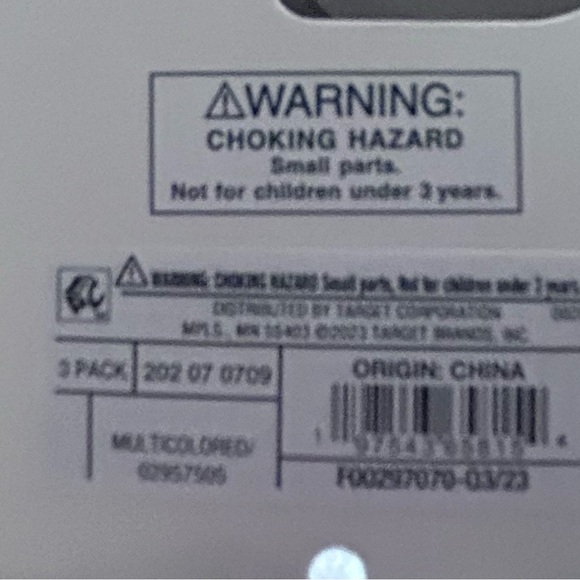 ⚠WARNING:
CHOKING HAZARD
Small parts.
Not for children under 3 years.
⚠ WARNING: CHOKING HAZARD Small parts, Not for children under 3 years
DISTRIBUTED BY TARGET CORPORATION
MPLS., MN 55403 ©2023 TARGET BRANDS, INC.
3 PACK 202 07 0709
ORIGIN: CHINA
MULTICOLORED/
F00297070-03/23